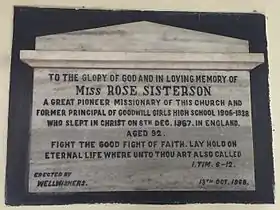 TO THE GLORY OF GOD AND IN LOVING MEMORY OF
MISS ROSE SISTERSON
A GREAT PIONEER MISSIONARY OF THIS CHURCH AND
FORMER PRINCIPAL OF GOODWILL GIRLS HIGH SCHOOL 1905-1938
WHO SLEPT IN CHRIST ON 6TH DEC. 1967. IN ENGLAND.
AGED 92.
FIGHT THE GOOD FIGHT OF FAITH. LAY HOLD ON
ETERNAL LIFE WHERE UNTO THOU ART ALSO CALLED
I.TIM. 6-12.
ERECTED BY
WELLWISHERS.
13TH OCT. 1968.